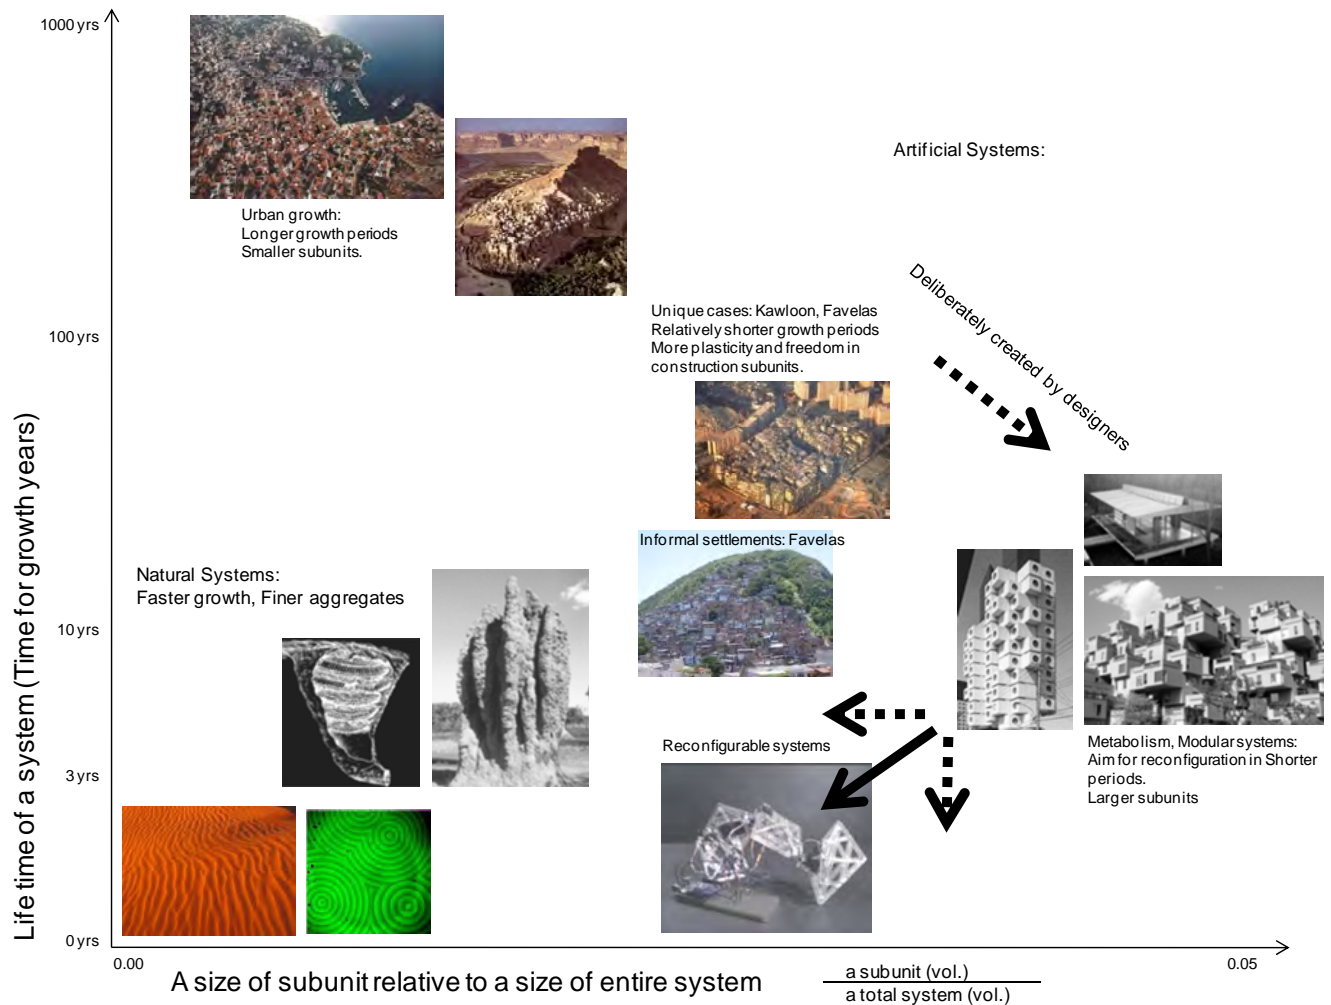 1000 yrs
Artificial Systems:
Urban growth:
Longer growth periods
Smaller subunits.
Deliberately created by designers
Unique cases: Kawloon, Favelas
Relatively shorter growth periods
More plasticity and freedom in
construction subunits.
100 yrs
Informal settlements: Favelas
Natural Systems:
Faster growth, Finer aggregates
10 yrs
Life time of a system (Time for growth years)
Reconfigurable systems
Metabolism, Modular systems:
Aim for reconfiguration in Shorter
periods.
Larger subunits
3 yrs
0 yrs
0.00
0.05
A size of subunit relative to a size of entire system
a subunit (vol.)
a total system (vol.)